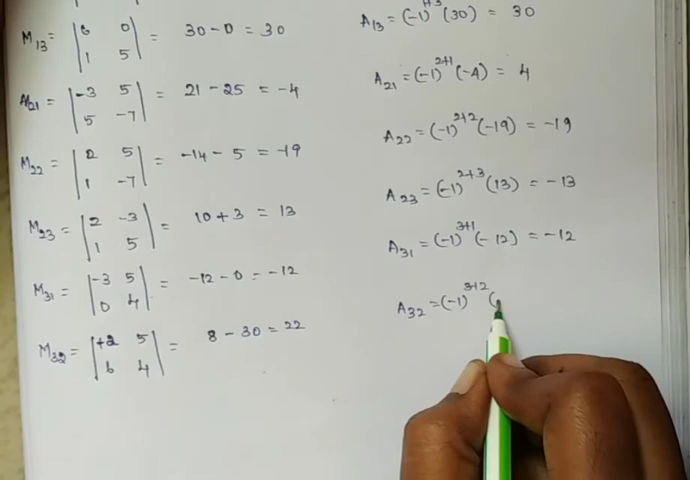 M13 = | 6 0 | = 30 - 0 = 30
| 1 5 |
A21 = | -3 5 | = 21 - 25 = -4
| 5 -7 |
M22 = | 2 5 | = -14 - 5 = -19
| 1 -7 |
M23 = | 2 -3 | = 10 + 3 = 13
| 1 5 |
M31 = | -3 5 | = -12 - 0 = -12
| 0 4 |
M32 = | +2 5 | = 8 - 30 = 22
| 6 4 |
A13 = (-1)^1+3 (30) = 30
A21 = (-1)^2+1 (-4) = 4
A22 = (-1)^2+2 (-19) = -19
A23 = (-1)^2+3 (13) = -13
A31 = (-1)^3+1 (-12) = -12
A32 = (-1)^3+2 (